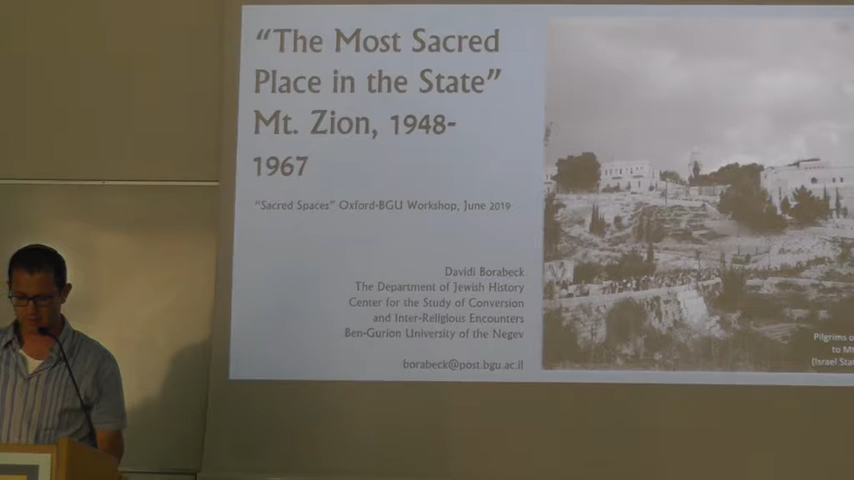 “The Most Sacred
Place in the State”
Mt. Zion, 1948-
1967
“Sacred Spaces” Oxford-BGU Workshop, June 2019
Davidi Borabeck
The Department of Jewish History
Center for the Study of Conversion
and Inter-Religious Encounters
Ben-Gurion University of the Negev
borabeck@post.bgu.ac.il
Pilgrims
to
(Israel